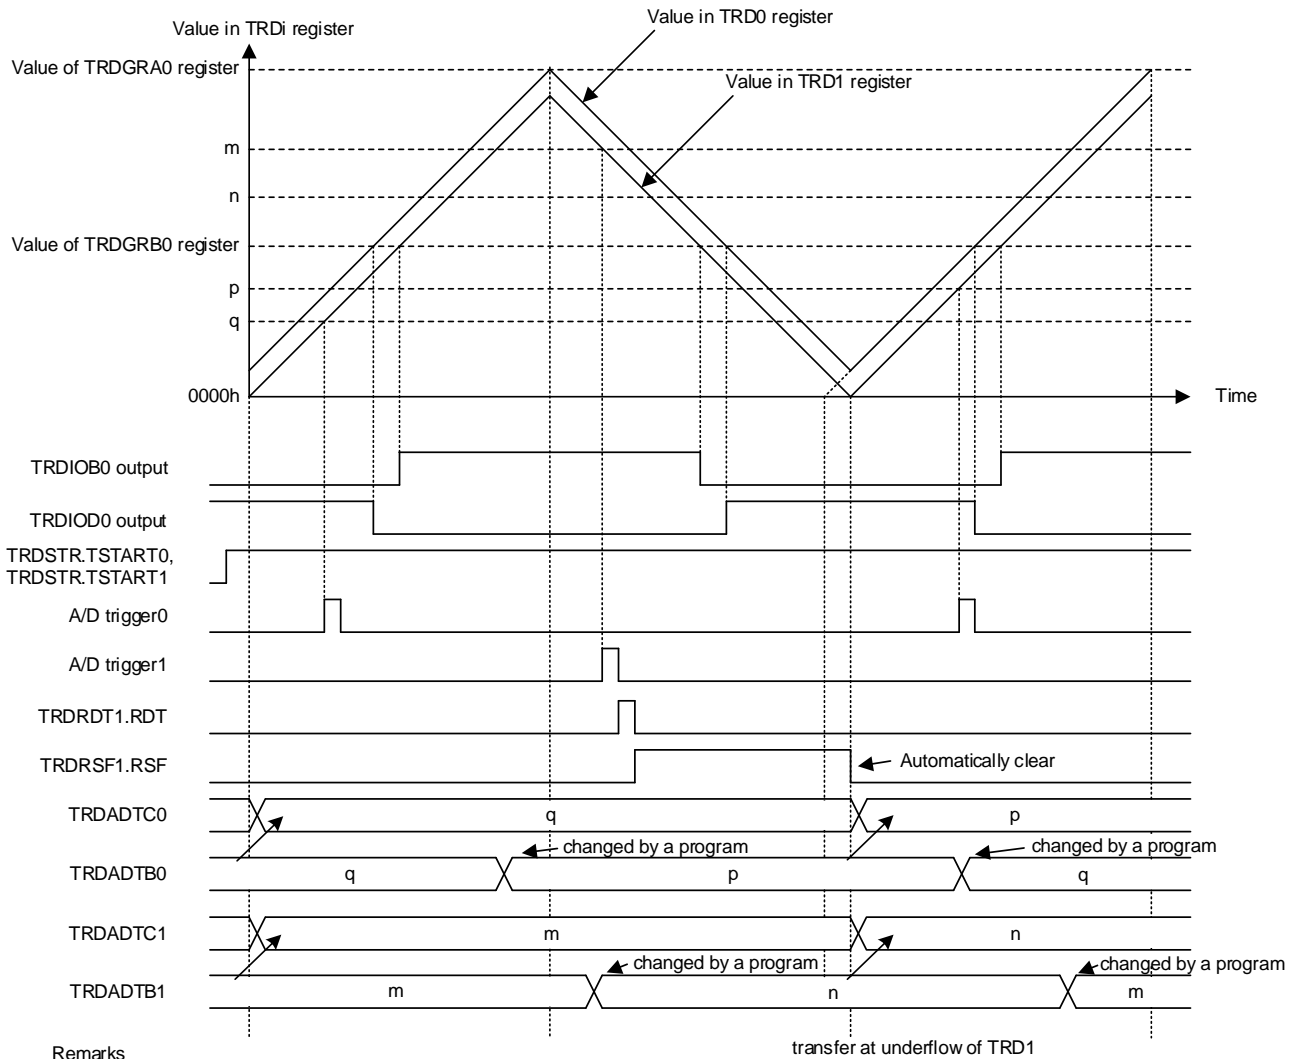 Value in TRDi register
Value in TRD0 register
Value of TRDGRA0 register
Value in TRD1 register
m
n
Value of TRDGRB0 register
p
q
0000h
Time
TRDIOB0 output
TRDIOD0 output
TRDSTR.TSTART0,
TRDSTR.TSTART1
A/D trigger0
A/D trigger1
TRDRDT1.RDT
TRDRSF1.RSF
Automatically clear
TRDADTC0
q
p
changed by a program
changed by a program
TRDADTB0
q
p
q
TRDADTC1
m
n
changed by a program
changed by a program
TRDADTB1
m
n
m
transfer at underflow of TRD1
Remarks